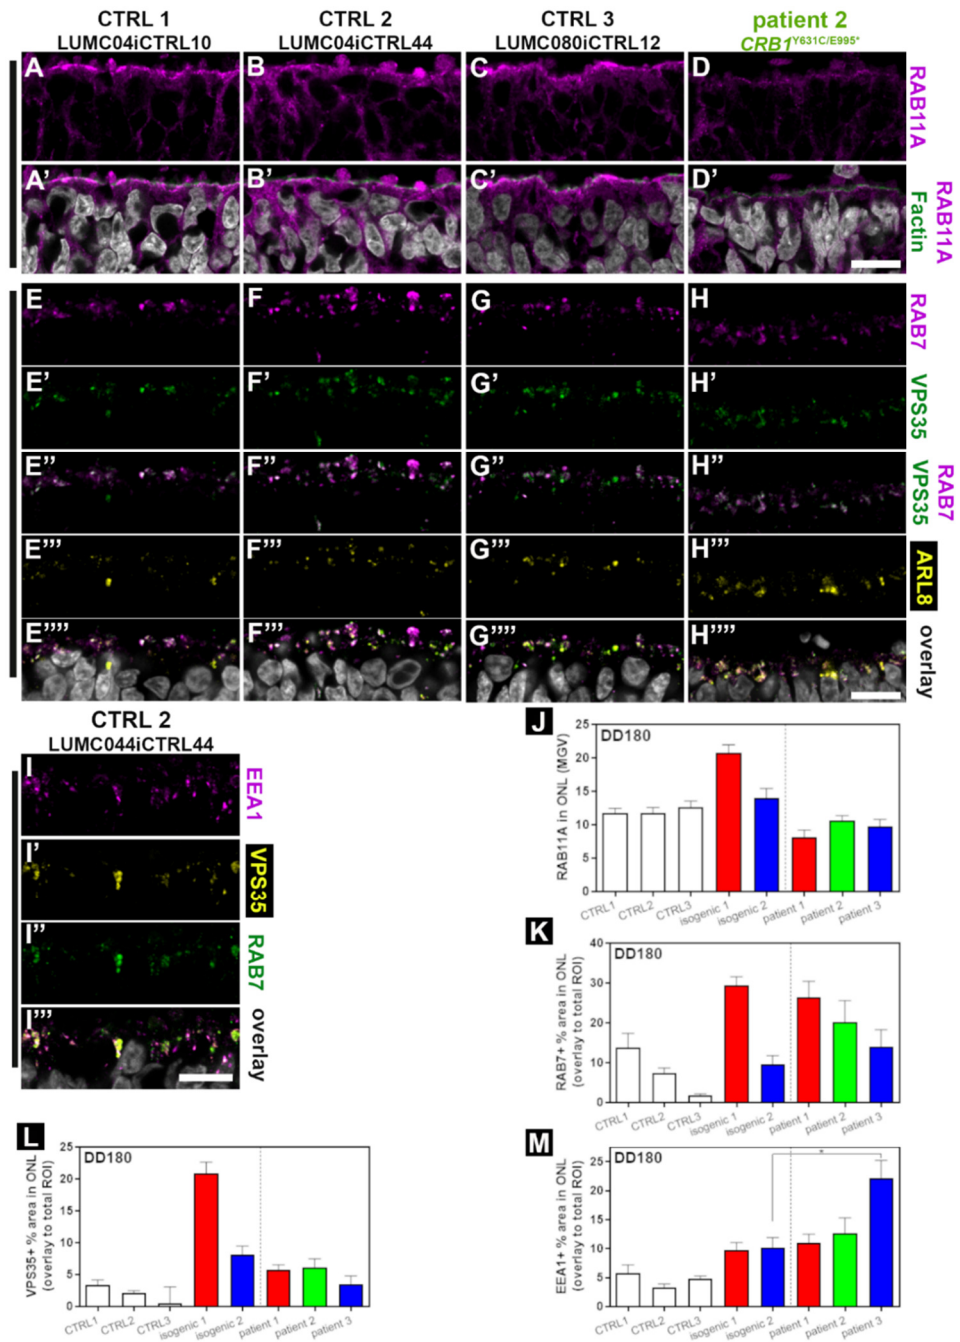 CTRL 1
LUMC04iCTRL10
CTRL 2
LUMC04iCTRL44
CTRL 3
LUMC080iCTRL12
patient 2
CRB1Y631C/E995*
A
B
C
D
RAB11A
A’
B’
C’
D’
RAB11A
Factin
E
F
G
H
RAB7
E’
F’
G’
H’
VPS35
E’’
F’’
G’’
H’’
RAB7
VPS35
E’’’
F’’’
G’’’
H’’’
ARL8
E’’’’
F’’’’
G’’’’
H’’’’
overlay
CTRL 2
LUMC044iCTRL44
I
EEA1
I’
VPS35
I’’
RAB7
I’’’
overlay
J
DD180
RAB11A in ONL (MGV)
25
20
15
10
5
0
CTRL1
CTRL2
CTRL3
isogenic 1
isogenic 2
patient 1
patient 2
patient 3
K
DD180
RAB7+ % area in ONL
(overlay to total ROI)
40
30
20
10
0
CTRL1
CTRL2
CTRL3
isogenic 1
isogenic 2
patient 1
patient 2
patient 3
L
DD180
VPS35+ % area in ONL
(overlay to total ROI)
25
20
15
10
5
0
CTRL1
CTRL2
CTRL3
isogenic 1
isogenic 2
patient 1
patient 2
patient 3
M
DD180
*
EEA1+ % area in ONL
(overlay to total ROI)
25
20
15
10
5
0
CTRL1
CTRL2
CTRL3
isogenic 1
isogenic 2
patient 1
patient 2
patient 3